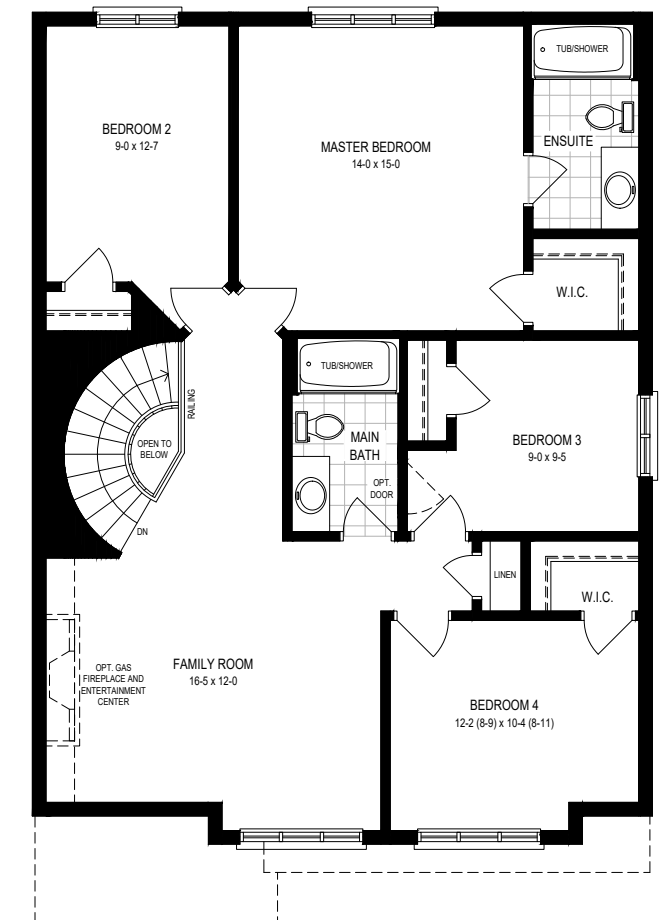 TUB/SHOWER
BEDROOM 2
9-0 x 12-7
MASTER BEDROOM
14-0 x 15-0
ENSUITE
W.I.C.
TUB/SHOWER
RAILING
MAIN
BATH
BEDROOM 3
9-0 x 9-5
OPEN TO
BELOW
OPT.
DOOR
DN
LINEN
W.I.C.
FAMILY ROOM
16-5 x 12-0
OPT. GAS
FIREPLACE AND
ENTERTAINMENT
CENTER
BEDROOM 4
12-2 (8-9) x 10-4 (8-11)